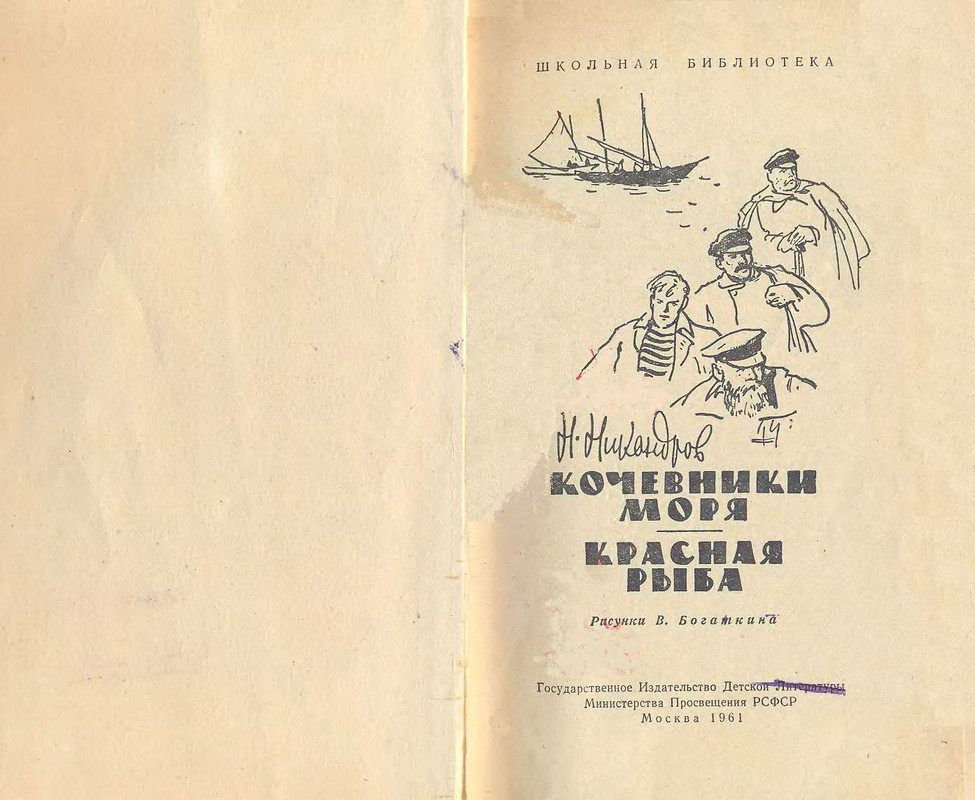 ШКОЛЬНАЯ БИБЛИОТЕКА
Н. Никандров
КОЧЕВНИКИ
МОРЯ
КРАСНАЯ
РЫБА
Рисунки В. Богаткина
Государственное Издательство Детской Литературы
Министерства Просвещения РСФСР
Москва 1961